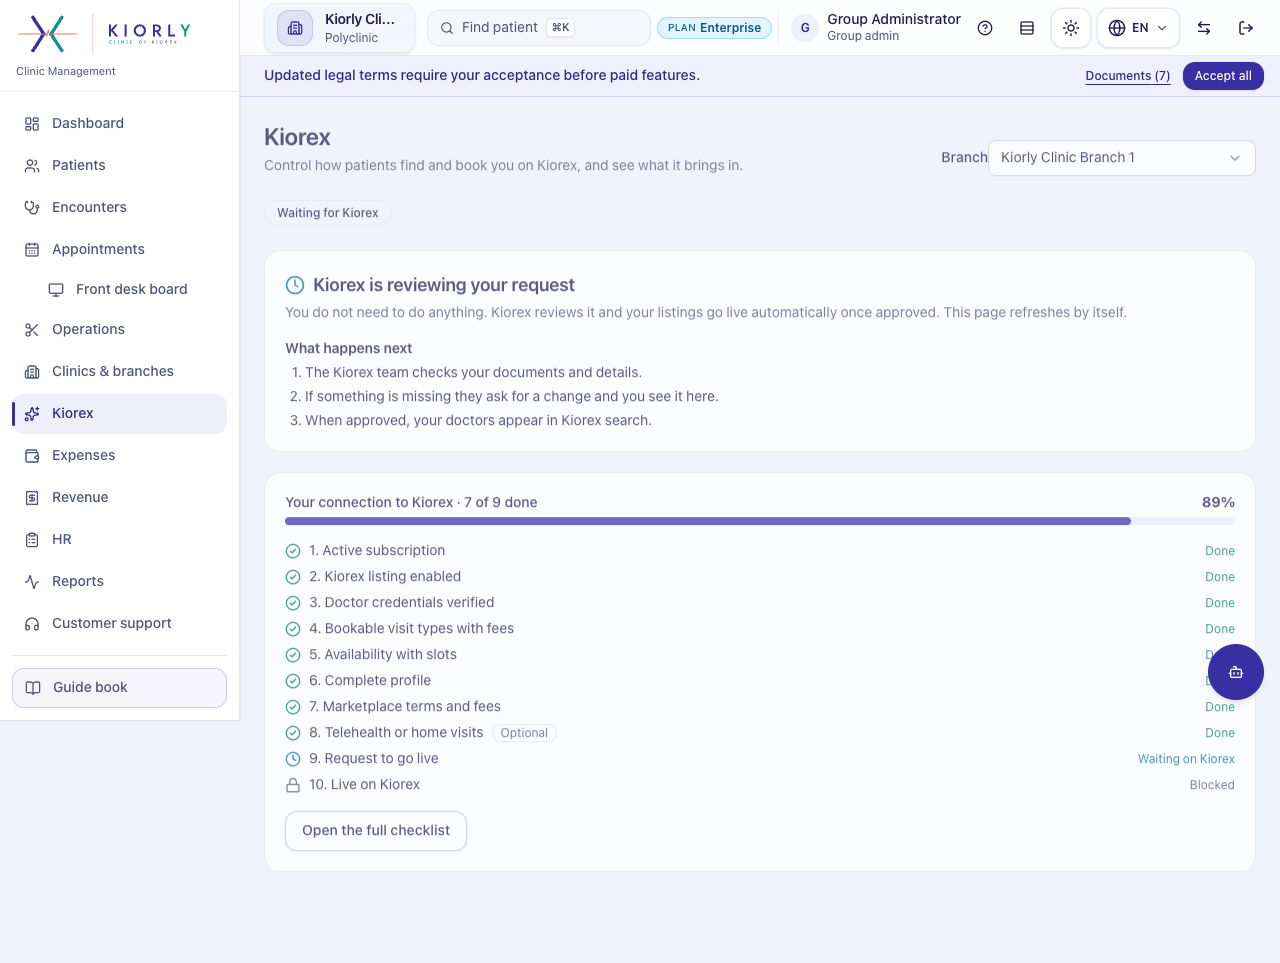 KIORLY
CLINIC OF KIOREX
Clinic Management
Dashboard
Patients
Encounters
Appointments
Front desk board
Operations
Clinics & branches
Kiorex
Expenses
Revenue
HR
Reports
Customer support
Guide book
Kiorly Cli...
Polyclinic
Find patient ⌘K
PLAN Enterprise
G
Group Administrator
Group admin
EN
Updated legal terms require your acceptance before paid features.
Documents (7)
Accept all
Kiorex
Control how patients find and book you on Kiorex, and see what it brings in.
Branch
Kiorly Clinic Branch 1
Waiting for Kiorex
Kiorex is reviewing your request
You do not need to do anything. Kiorex reviews it and your listings go live automatically once approved. This page refreshes by itself.
What happens next
1. The Kiorex team checks your documents and details.
2. If something is missing they ask for a change and you see it here.
3. When approved, your doctors appear in Kiorex search.
Your connection to Kiorex · 7 of 9 done 89%
1. Active subscription Done
2. Kiorex listing enabled Done
3. Doctor credentials verified Done
4. Bookable visit types with fees Done
5. Availability with slots
6. Complete profile
7. Marketplace terms and fees Done
8. Telehealth or home visits Optional Done
9. Request to go live Waiting on Kiorex
10. Live on Kiorex Blocked
Open the full checklist